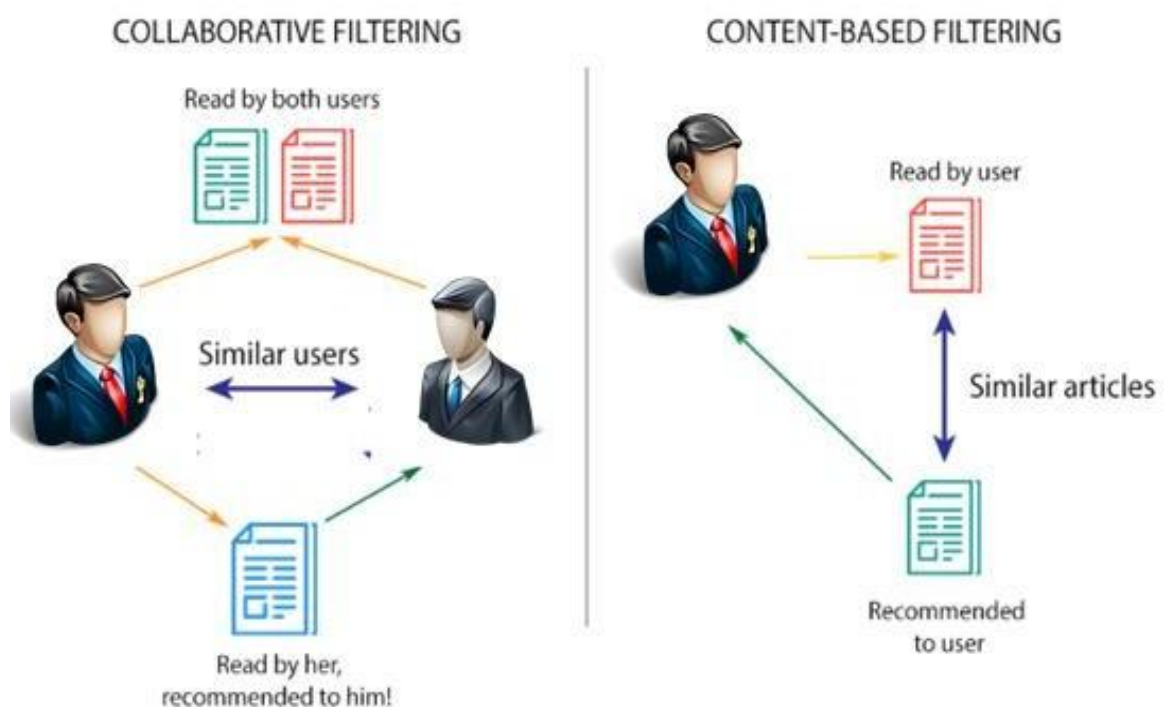 COLLABORATIVE FILTERING
Read by both users
Similar users
Read by her,
recommended to him!
CONTENT-BASED FILTERING
Read by user
Similar articles
Recommended
to user